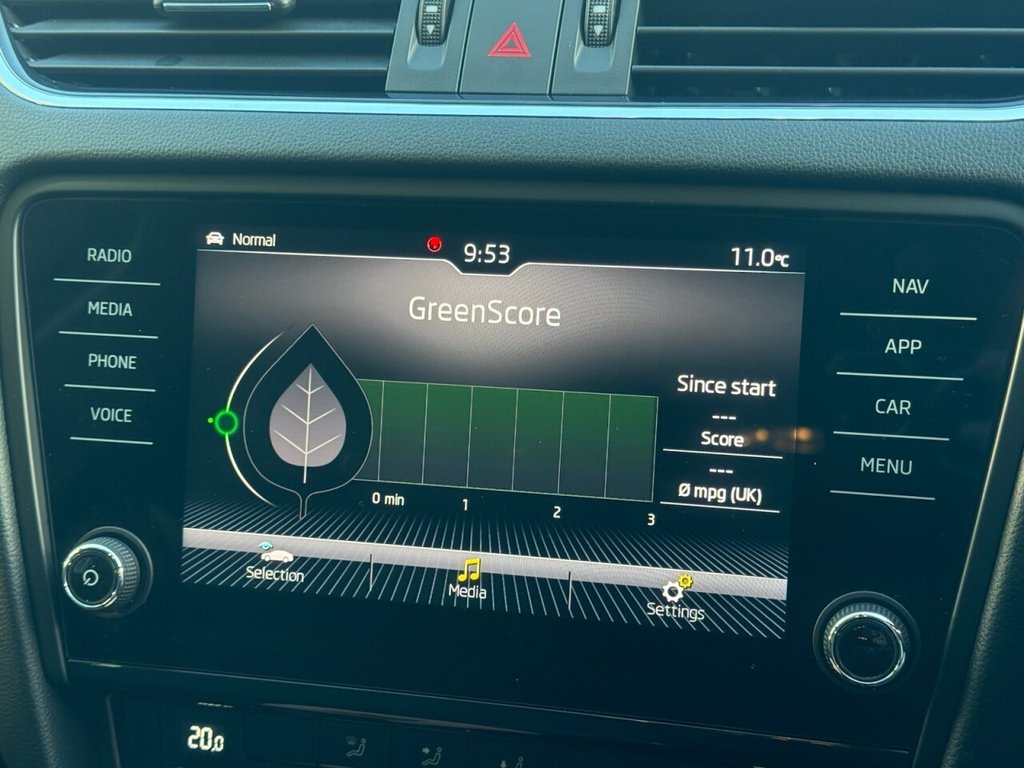 Normal
9:53
11.0°C
RADIO
MEDIA
PHONE
VOICE
GreenScore
Since start
---
Score
---
Ø mpg (UK)
0 min
1
2
3
Selection
Media
Settings
NAV
APP
CAR
MENU
20.0